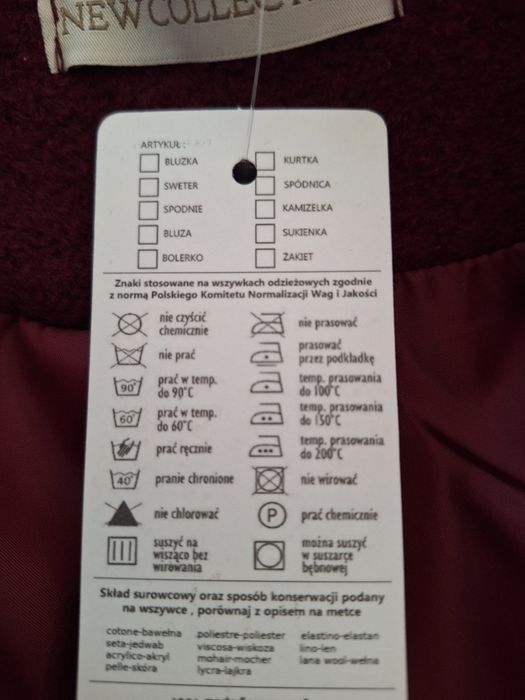 NEW COLLECT
ARTYKUŁ:
BLUZKA
KURTKA
SWETER
SPÓDNICA
SPODNIE
KAMIZELKA
BLUZA
SUKIENKA
BOLERKO
ŻAKIET
Znaki stosowane na wszywkach odzieżowych zgodnie
z normą Polskiego Komitetu Normalizacji Wag i Jakości
nie czyścić
chemicznie
nie prać
90°
prać w temp.
do 90°C
60°
prać w temp.
do 60°C
prać ręcznie
40°
pranie chronione
nie chlorować
suszyć na
wisząco bez
wirowania
nie prasować
prasować
przez podkładkę
temp. prasowania
do 100°C
temp. prasowania
do 150°C
temp. prasowania
do 200°C
nie wirować
P
prać chemicznie
można suszyć
w suszarce
bębnowej
Skład surowcowy oraz sposób konserwacji podany
na wszywce , porównaj z opisem na metce
cotone-bawełna
seta-jedwab
acrylico-akryl
pelle-skóra
poliestre-poliester
viscosa-wiskoza
mohair-mocher
lycra-lajkra
elastino-elastan
lino-len
lana wool-wełna